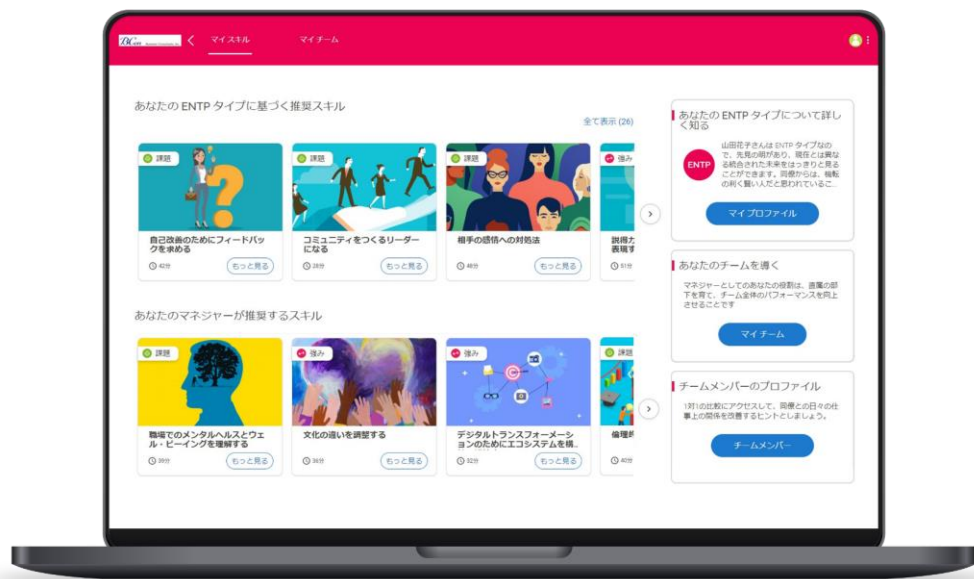 マイスキル
マイチーム
あなたの ENTP タイプに基づく推奨スキル
全て表示 (26)
課題
課題
課題
強み
自己改善のためにフィードバッ
クを求める
コミュニティをつくるリーダー
になる
相手の感情への対処法
説得力
表現す
42分
もっと見る
28分
もっと見る
48分
もっと見る
51分
あなたのマネジャーが推奨するスキル
課題
強み
強み
課題
職場でのメンタルヘルスとウェ
ル・ビーイングを理解する
文化の違いを調整する
デジタルトランスフォーメーシ
ョンのためにエコシステムを構..
倫理的
もっと見る
36分
もっと見る
52分
もっと見る
40分
あなたの ENTP タイプについて詳し
く知る
ENTP
山田花子さんは ENTP タイプなの
で、先見の明があり、現在とは異な
る統合された未来をはっきりと見る
ことができます。同僚からは、機転
の利く賢い人だと思われているこ...
マイプロファイル
あなたのチームを導く
マネジャーとしてのあなたの役割は、直属の部
下を育て、チーム全体のパフォーマンスを向上
させることです
マイ チーム
チームメンバーのプロファイル
1対1の比較にアクセスして、同僚との日々の仕
事上の関係を改善するヒントとしましょう。
チームメンバー